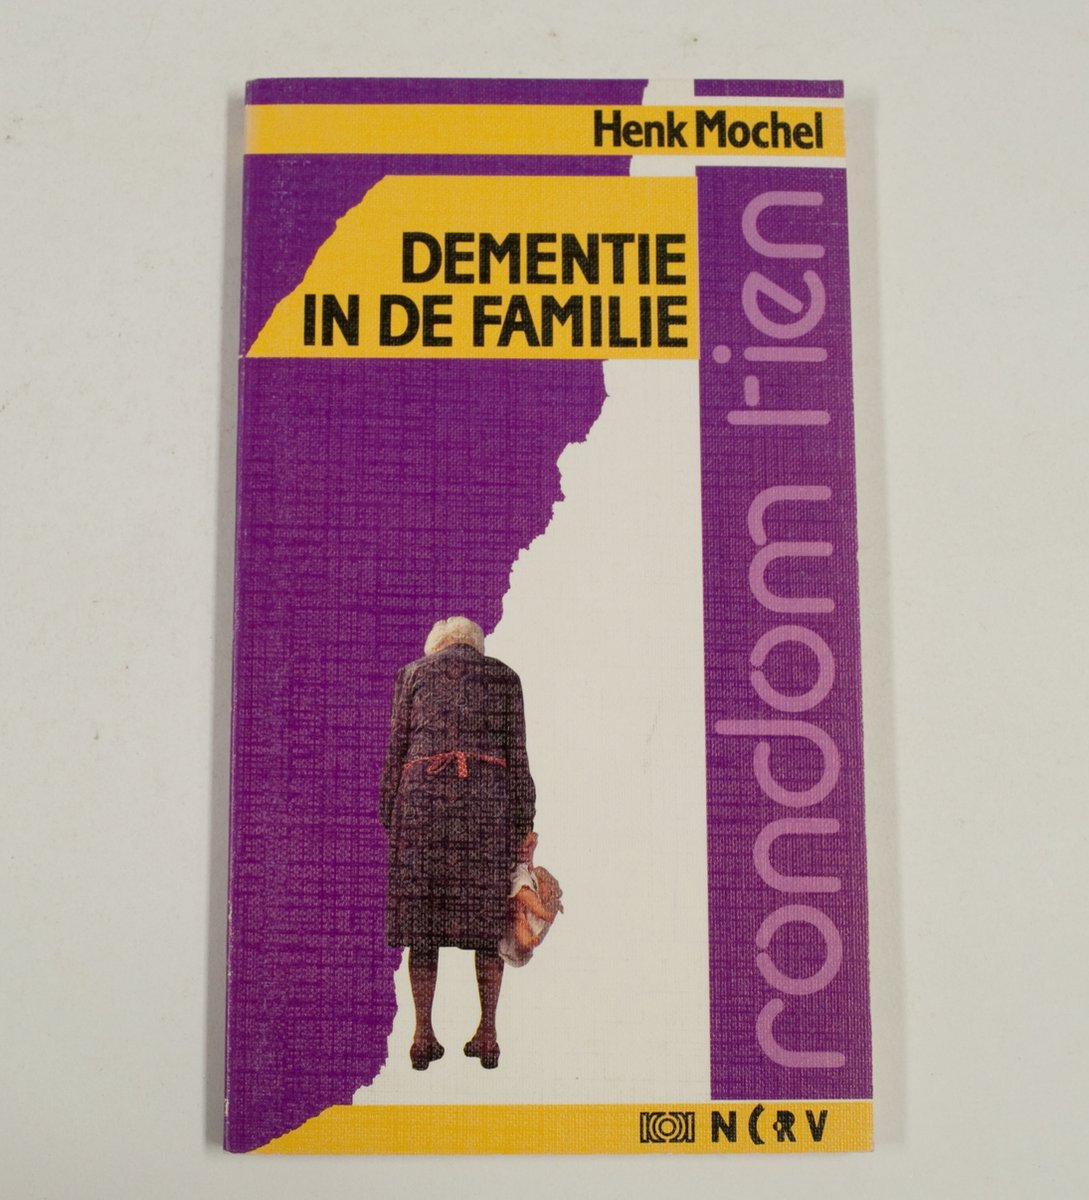 Henk Mochel
DEMENTIE
IN DE FAMILIE
rondom tien
NCRV